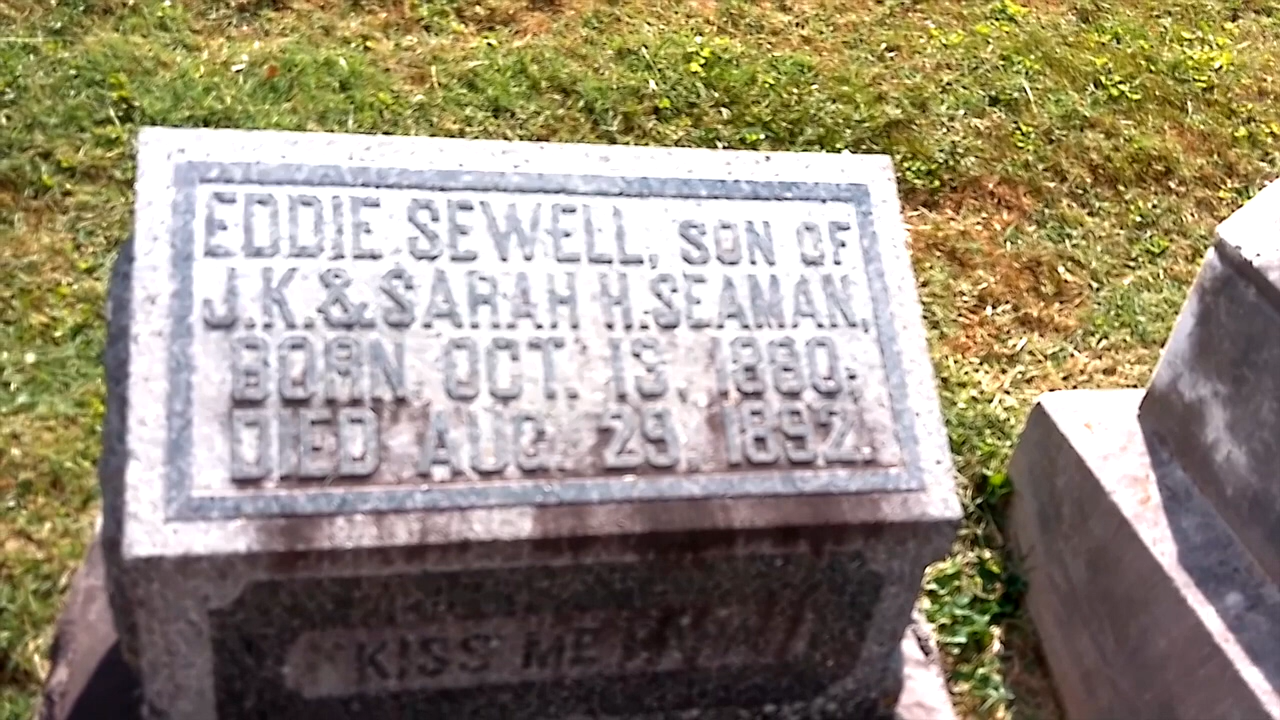 EDDIE SEWELL, SON OF
J.K. & SARAH H. SEAMAN,
BORN OCT. 13, 1880;
DIED AUG. 29, 1892.
KISS ME